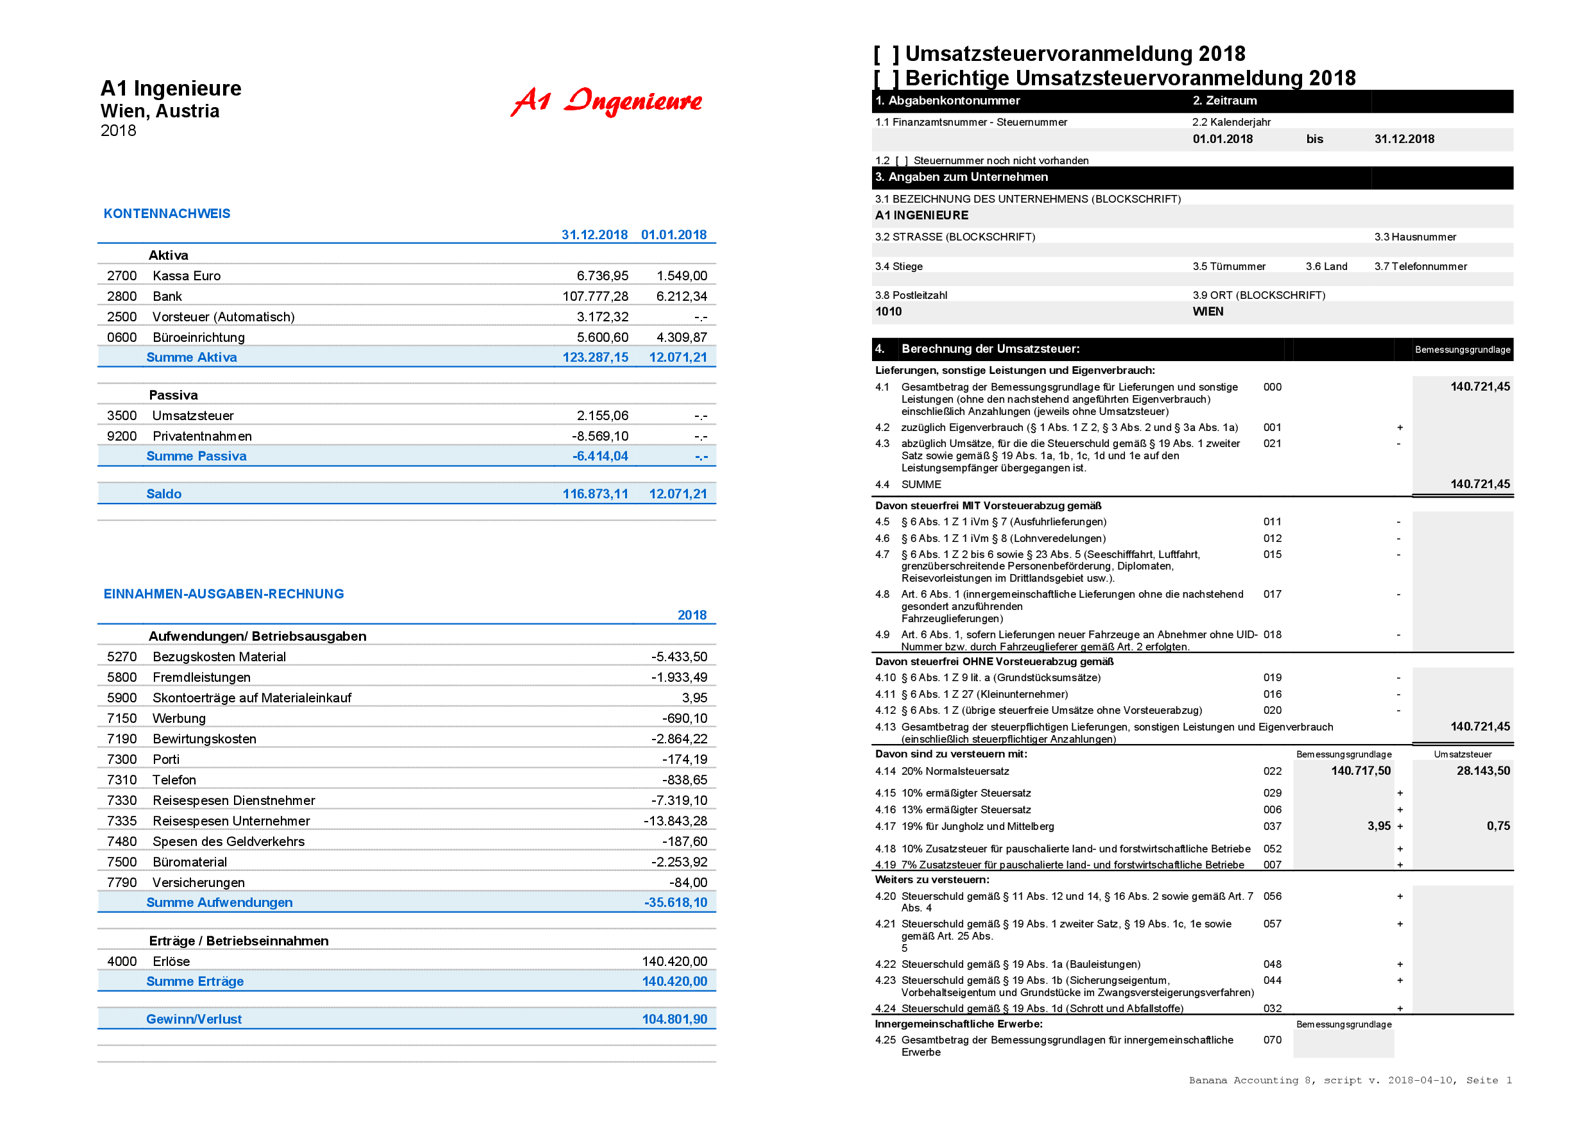 A1 Ingenieure
Wien, Austria
2018
A1 Ingenieure
KONTENNACHWEIS
31.12.2018 01.01.2018
Aktiva
2700 Kassa Euro 6.736,95 1.549,00
2800 Bank 107.777,28 6.212,34
2500 Vorsteuer (Automatisch) 3.172,32 -.-
0600 Büroeinrichtung 5.600,60 4.309,87
Summe Aktiva 123.287,15 12.071,21
Passiva
3500 Umsatzsteuer 2.155,06 -.-
9200 Privatentnahmen -8.569,10 -.-
Summe Passiva -6.414,04 -.-
Saldo 116.873,11 12.071,21
EINNAHMEN-AUSGABEN-RECHNUNG
2018
Aufwendungen/ Betriebsausgaben
5270 Bezugskosten Material -5.433,50
5800 Fremdleistungen -1.933,49
5900 Skontoerträge auf Materialeinkauf 3,95
7150 Werbung -690,10
7190 Bewirtungskosten -2.864,22
7300 Porti -174,19
7310 Telefon -838,65
7330 Reisespesen Dienstnehmer -7.319,10
7335 Reisespesen Unternehmer -13.843,28
7480 Spesen des Geldverkehrs -187,60
7500 Büromaterial -2.253,92
7790 Versicherungen -84,00
Summe Aufwendungen -35.618,10
Erträge / Betriebseinnahmen
4000 Erlöse 140.420,00
Summe Erträge 140.420,00
Gewinn/Verlust 104.801,90
[ ] Umsatzsteuervoranmeldung 2018
[ ] Berichtige Umsatzsteuervoranmeldung 2018
1. Abgabenkontonummer 2. Zeitraum
1.1 Finanzamtsnummer - Steuernummer 2.2 Kalenderjahr
01.01.2018 bis 31.12.2018
1.2 [ ] Steuernummer noch nicht vorhanden
3. Angaben zum Unternehmen
3.1 BEZEICHNUNG DES UNTERNEHMENS (BLOCKSCHRIFT)
A1 INGENIEURE
3.2 STRASSE (BLOCKSCHRIFT) 3.3 Hausnummer
3.4 Stiege 3.5 Türnummer 3.6 Land 3.7 Telefonnummer
3.8 Postleitzahl 3.9 ORT (BLOCKSCHRIFT)
1010 WIEN
4. Berechnung der Umsatzsteuer: Bemessungsgrundlage
Lieferungen, sonstige Leistungen und Eigenverbrauch:
4.1 Gesamtbetrag der Bemessungsgrundlage für Lieferungen und sonstige 000 140.721,45
Leistungen (ohne den nachstehend angeführten Eigenverbrauch)
einschließlich Anzahlungen (jeweils ohne Umsatzsteuer)
4.2 zuzüglich Eigenverbrauch (§ 1 Abs. 1 Z 2, § 3 Abs. 2 und § 3a Abs. 1a) 001 +
4.3 abzüglich Umsätze, für die die Steuerschuld gemäß § 19 Abs. 1 zweiter 021 -
Satz sowie gemäß § 19 Abs. 1a, 1b, 1c, 1d und 1e auf den
Leistungsempfänger übergegangen ist.
4.4 SUMME 140.721,45
Davon steuerfrei MIT Vorsteuerabzug gemäß
4.5 § 6 Abs. 1 Z 1 iVm § 7 (Ausfuhrlieferungen) 011 -
4.6 § 6 Abs. 1 Z 1 iVm § 8 (Lohnveredelungen) 012 -
4.7 § 6 Abs. 1 Z 2 bis 6 sowie § 23 Abs. 5 (Seeschifffahrt, Luftfahrt, 015 -
grenzüberschreitende Personenbeförderung, Diplomaten,
Reisevorleistungen im Drittlandsgebiet usw.).
4.8 Art. 6 Abs. 1 (innergemeinschaftliche Lieferungen ohne die nachstehend 017 -
gesondert anzuführenden
Fahrzeuglieferungen)
4.9 Art. 6 Abs. 1, sofern Lieferungen neuer Fahrzeuge an Abnehmer ohne UID- 018 -
Nummer bzw. durch Fahrzeuglieferer gemäß Art. 2 erfolgten.
Davon steuerfrei OHNE Vorsteuerabzug gemäß
4.10 § 6 Abs. 1 Z 9 lit. a (Grundstücksumsätze) 019 -
4.11 § 6 Abs. 1 Z 27 (Kleinunternehmer) 016 -
4.12 § 6 Abs. 1 Z (übrige steuerfreie Umsätze ohne Vorsteuerabzug) 020 -
4.13 Gesamtbetrag der steuerpflichtigen Lieferungen, sonstigen Leistungen und Eigenverbrauch 140.721,45
(einschließlich steuerpflichtiger Anzahlungen)
Davon sind zu versteuern mit: Bemessungsgrundlage Umsatzsteuer
4.14 20% Normalsteuersatz 022 140.717,50 28.143,50
4.15 10% ermäßigter Steuersatz 029 +
4.16 13% ermäßigter Steuersatz 006 +
4.17 19% für Jungholz und Mittelberg 037 3,95 + 0,75
4.18 10% Zusatzsteuer für pauschalierte land- und forstwirtschaftliche Betriebe 052 +
4.19 7% Zusatzsteuer für pauschalierte land- und forstwirtschaftliche Betriebe 007 +
Weiters zu versteuern:
4.20 Steuerschuld gemäß § 11 Abs. 12 und 14, § 16 Abs. 2 sowie gemäß Art. 7 056 +
Abs. 4
4.21 Steuerschuld gemäß § 19 Abs. 1 zweiter Satz, § 19 Abs. 1c, 1e sowie 057 +
gemäß Art. 25 Abs.
5
4.22 Steuerschuld gemäß § 19 Abs. 1a (Bauleistungen) 048 +
4.23 Steuerschuld gemäß § 19 Abs. 1b (Sicherungseigentum, 044 +
Vorbehaltseigentum und Grundstücke im Zwangsversteigerungsverfahren)
4.24 Steuerschuld gemäß § 19 Abs. 1d (Schrott und Abfallstoffe) 032 +
Innergemeinschaftliche Erwerbe: Bemessungsgrundlage
4.25 Gesamtbetrag der Bemessungsgrundlagen für innergemeinschaftliche 070
Erwerbe
Banana Accounting 8, script v. 2018-04-10, Seite 1